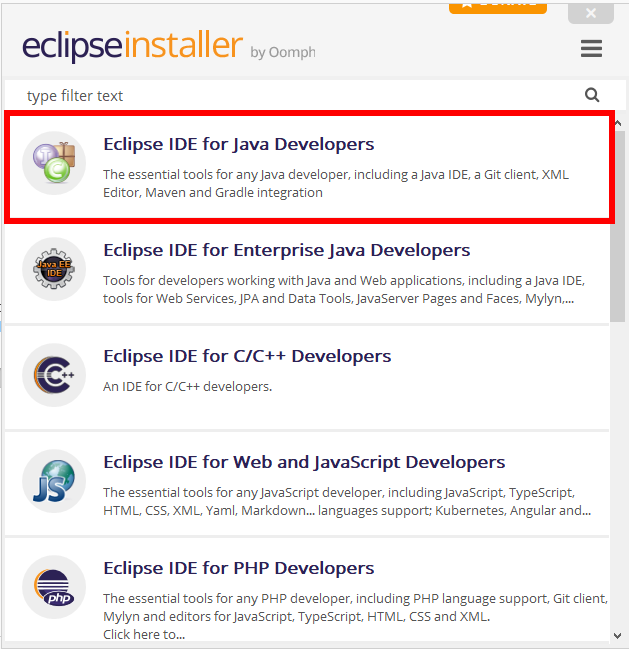 DONATE
eclipseinstaller by Oomph
type filter text
Eclipse IDE for Java Developers
The essential tools for any Java developer, including a Java IDE, a Git client, XML
Editor, Maven and Gradle integration
Eclipse IDE for Enterprise Java Developers
Java EE
IDE
Tools for developers working with Java and Web applications, including a Java IDE,
tools for Web Services, JPA and Data Tools, JavaServer Pages and Faces, Mylyn,...
Eclipse IDE for C/C++ Developers
C++
An IDE for C/C++ developers.
Eclipse IDE for Web and JavaScript Developers
JS
The essential tools for any JavaScript developer, including JavaScript, TypeScript,
HTML, CSS, XML, Yaml, Markdown... languages support; Kubernetes, Angular and...
Eclipse IDE for PHP Developers
php
The essential tools for any PHP developer, including PHP language support, Git client,
Mylyn and editors for JavaScript, TypeScript, HTML, CSS and XML.
Click here to...